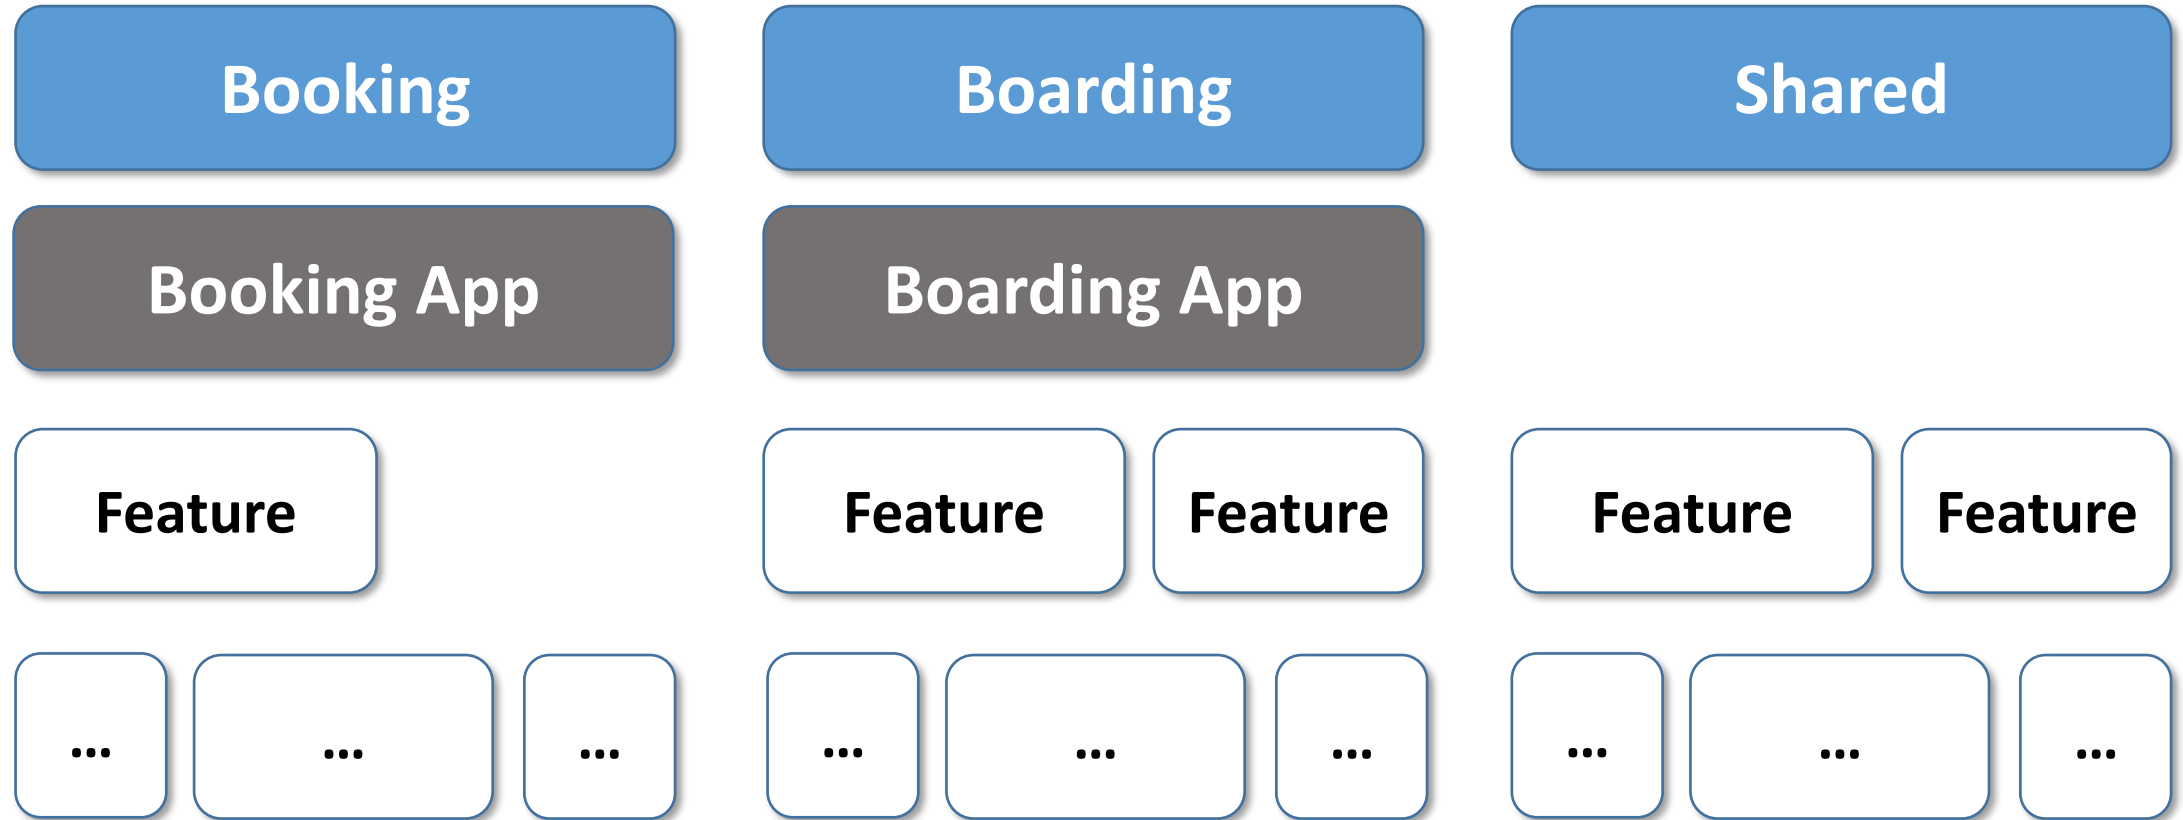 Booking
Boarding
Shared
Booking App
Boarding App
Feature
Feature
Feature
Feature
Feature
...
...
...
...
...
...
...
...
...